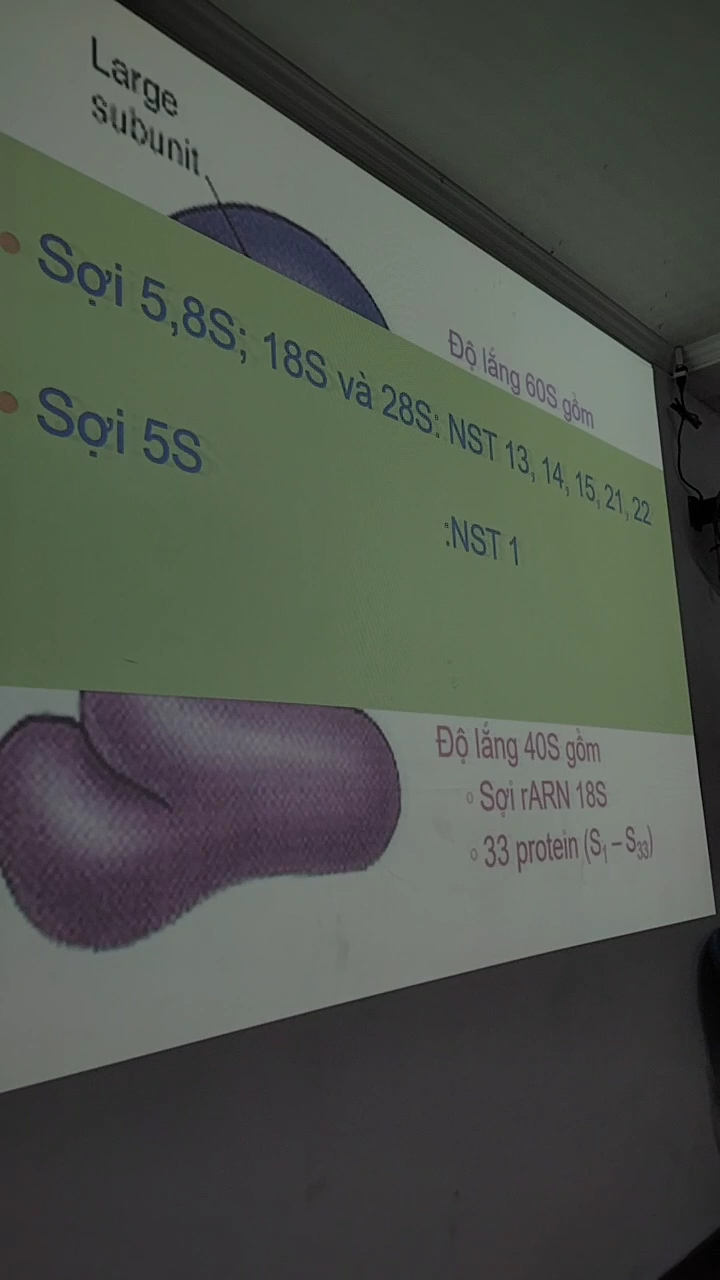 Large
subunit
Độ lắng 60S gồm
• Sợi 5,8S; 18S và 28S: NST 13, 14, 15, 21, 22
• Sợi 5S
:NST 1
Độ lắng 40S gồm
○ Sợi rARN 18S
○ 33 protein (S₁ – S₃₃)